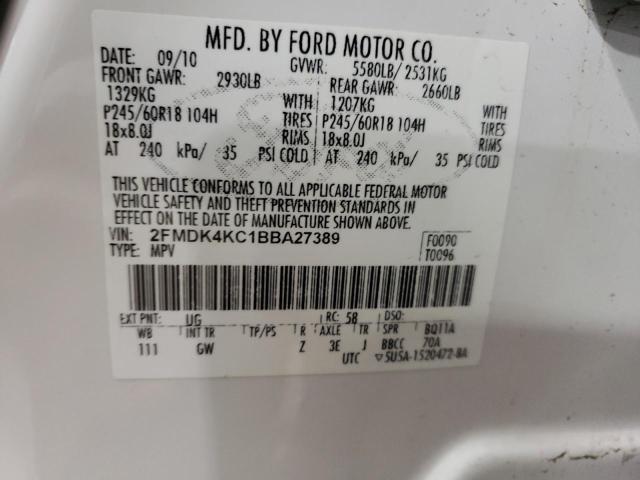 MFD. BY FORD MOTOR CO.
DATE: 09/10 GVWR: 5580LB/ 2531KG
FRONT GAWR: 2930LB REAR GAWR: 2660LB
1329KG WITH 1207KG WITH
P245/60R18 104H TIRES P245/60R18 104H TIRES
18x8.0J RIMS 18x8.0J RIMS
AT 240 kPa/ 35 PSI COLD AT 240 kPa/ 35 PSI COLD
THIS VEHICLE CONFORMS TO ALL APPLICABLE FEDERAL MOTOR
VEHICLE SAFETY AND THEFT PREVENTION STANDARDS IN
EFFECT ON THE DATE OF MANUFACTURE SHOWN ABOVE.
VIN: 2FMDK4KC1BBA27389 F0090
TYPE: MPV T0096
EXT PNT: UG RC: 58 DSO:
WB INT TR TP/PS R AXLE TR SPR BQ11A
111 GW Z 3E J BBCC 70A
UTC ▽5U5A-1520472-BA